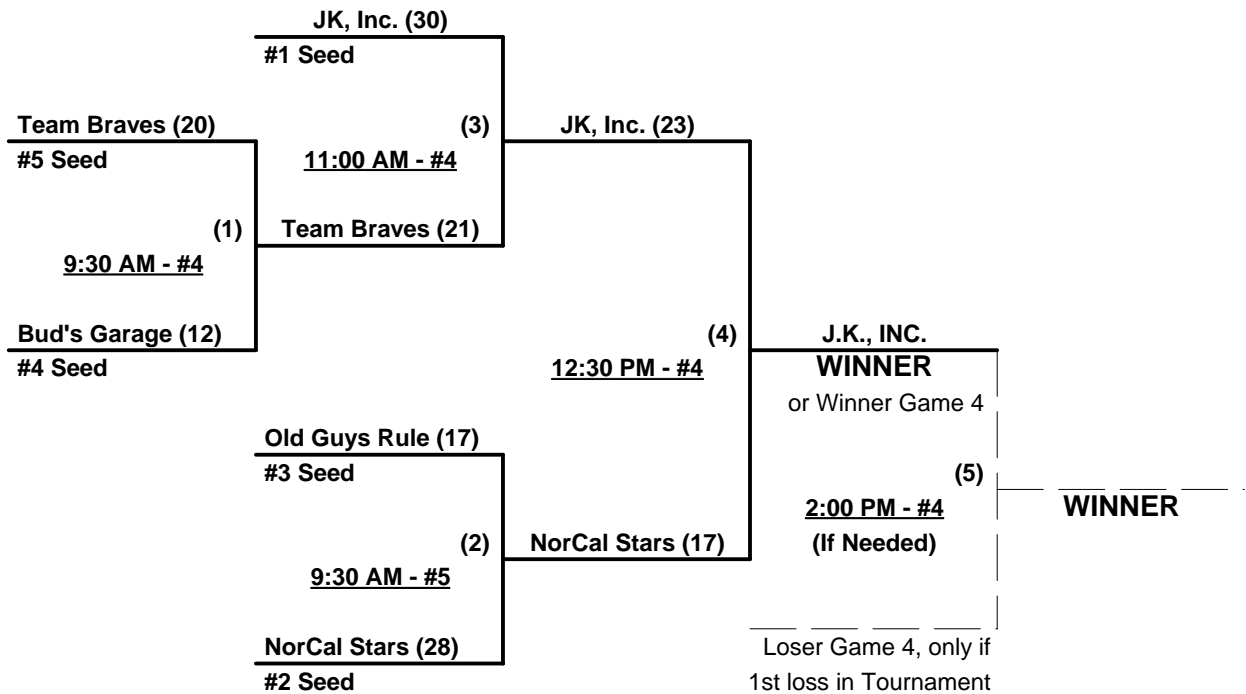 JK, Inc. (30)
#1 Seed
Team Braves (20)
#5 Seed
(3)
11:00 AM - #4
JK, Inc. (23)
(1)
9:30 AM - #4
Team Braves (21)
Bud's Garage (12)
#4 Seed
(4)
12:30 PM - #4
J.K., INC.
WINNER
or Winner Game 4
Old Guys Rule (17)
#3 Seed
(5)
2:00 PM - #4
(If Needed)
WINNER
(2)
9:30 AM - #5
NorCal Stars (17)
NorCal Stars (28)
#2 Seed
Loser Game 4, only if
1st loss in Tournament